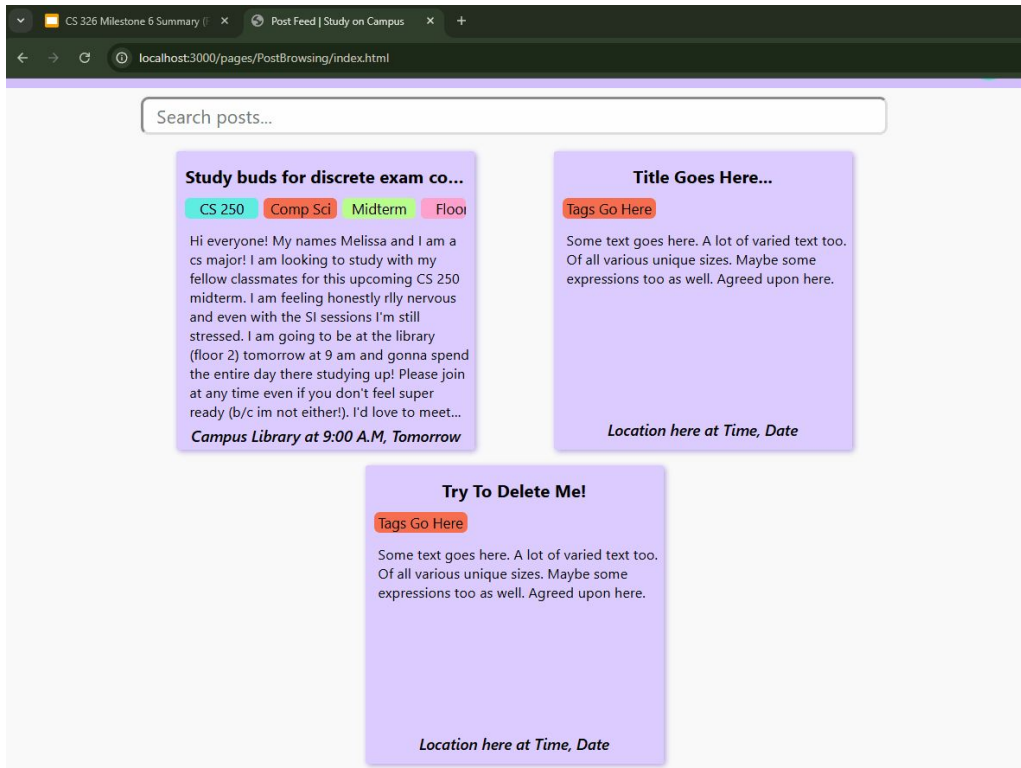 CS 326 Milestone 6 Summary (F
Post Feed | Study on Campus
localhost:3000/pages/PostBrowsing/index.html
Search posts...
Study buds for discrete exam co...
CS 250 Comp Sci Midterm Floor
Hi everyone! My names Melissa and I am a
cs major! I am looking to study with my
fellow classmates for this upcoming CS 250
midterm. I am feeling honestly rlly nervous
and even with the SI sessions I'm still
stressed. I am going to be at the library
(floor 2) tomorrow at 9 am and gonna spend
the entire day there studying up! Please join
at any time even if you don't feel super
ready (b/c im not either!). I'd love to meet...
Campus Library at 9:00 A.M, Tomorrow
Title Goes Here...
Tags Go Here
Some text goes here. A lot of varied text too.
Of all various unique sizes. Maybe some
expressions too as well. Agreed upon here.
Location here at Time, Date
Try To Delete Me!
Tags Go Here
Some text goes here. A lot of varied text too.
Of all various unique sizes. Maybe some
expressions too as well. Agreed upon here.
Location here at Time, Date